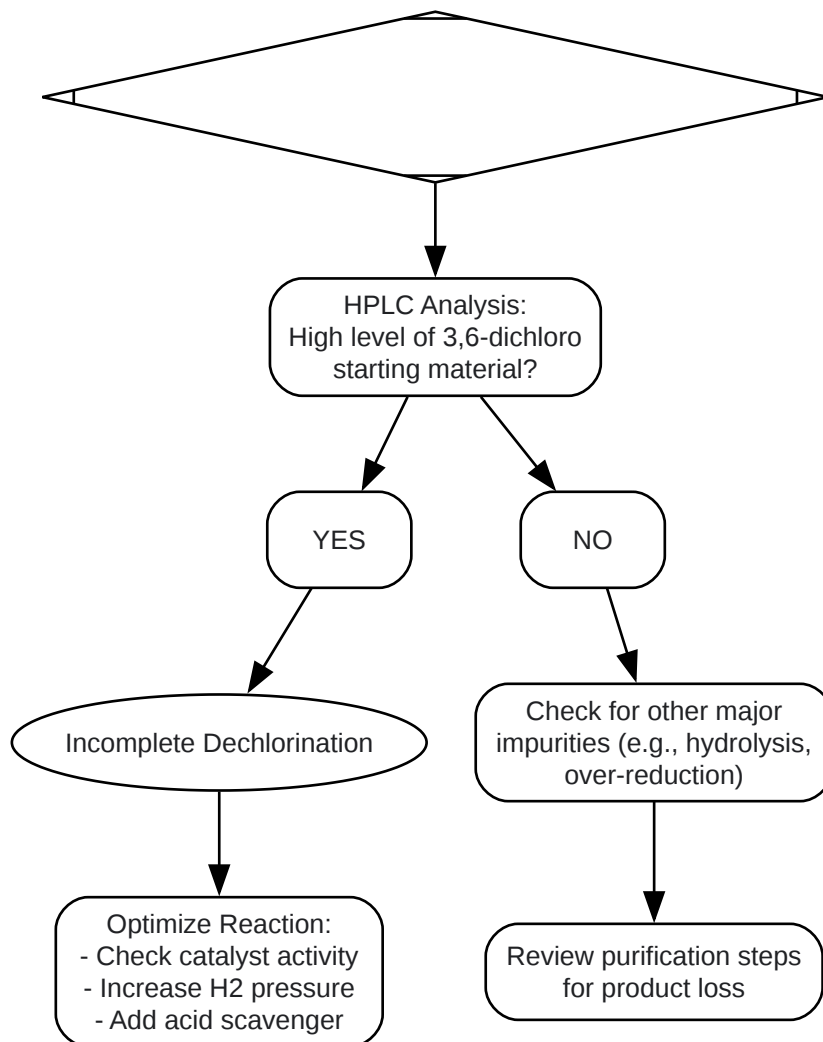 HPLC Analysis:
High level of 3,6-dichloro
starting material?
YES
NO
Incomplete Dechlorination
Check for other major
impurities (e.g., hydrolysis,
over-reduction)
Optimize Reaction:
- Check catalyst activity
- Increase H2 pressure
- Add acid scavenger
Review purification steps
for product loss